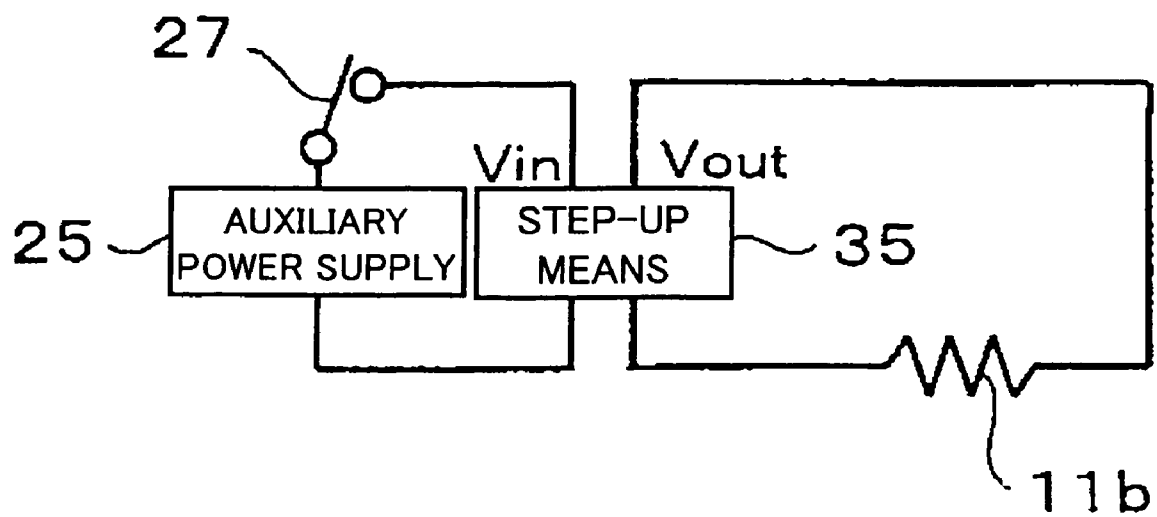 27
Vin
Vout
25
AUXILIARY
POWER SUPPLY
STEP-UP
MEANS
35
11b